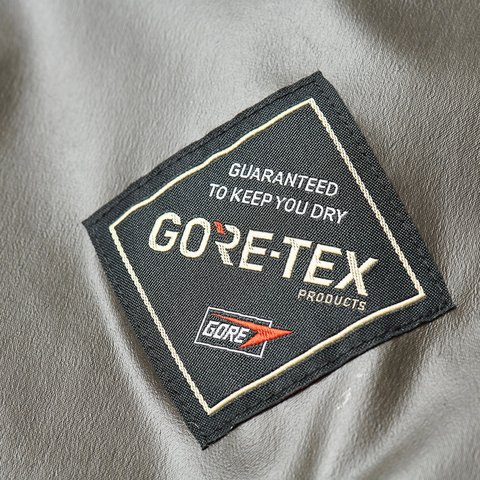 GUARANTEED
TO KEEP YOU DRY
GORE-TEX
PRODUCTS
GORE